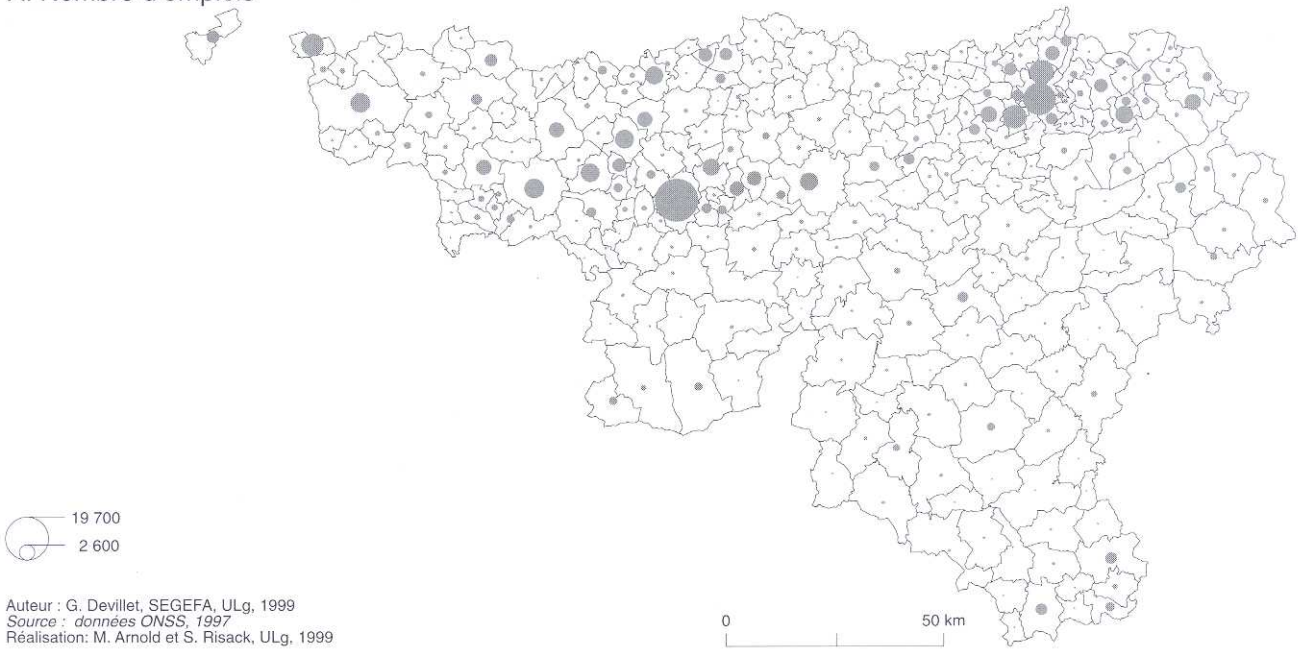 19 700
2 600
Auteur : G. Devillet, SEGEFA, ULg, 1999
Source : données ONSS, 1997
Réalisation: M. Arnold et S. Risack, ULg, 1999
0 50 km